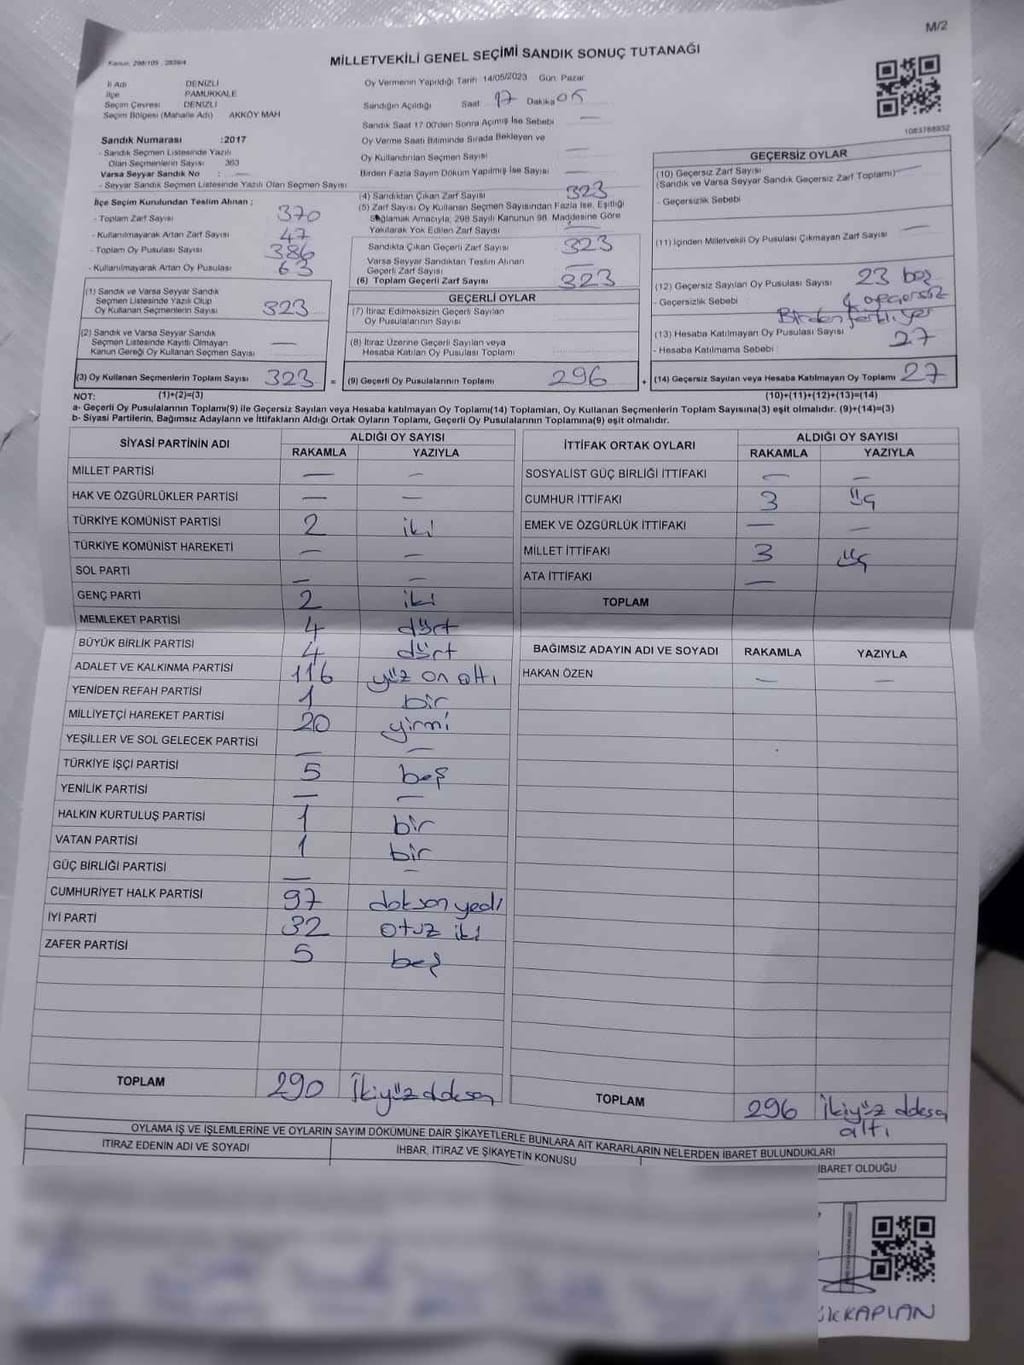 M/2
MİLLETVEKİLİ GENEL SEÇİMİ SANDIK SONUÇ TUTANAĞI
İl Adı DENİZLİ
İlçe PAMUKKALE
Seçim Çevresi DENİZLİ
Seçim Bölgesi (Mahalle Adı) AKKÖY MAH
Sandık Numarası :2017
- Sandık Seçmen Listesinde Yazılı
Olan Seçmenlerin Sayısı 363
Varsa Seyyar Sandık No :
- Seyyar Sandık Seçmen Listesinde Yazılı Olan Seçmen Sayısı
Oy Vermenin Yapıldığı Tarih 14/05/2023 Gün: Pazar
Sandığın Açıldığı Saat 17 Dakika 05
Sandık Saat 17:00'den Sonra Açılmış İse Sebebi —
Oy Verme Saati Bitiminde Sırada Bekleyen ve
Oy Kullandırılan Seçmen Sayısı —
Birden Fazla Sayım Döküm Yapılmış İse Sayısı —
1083788932
İlçe Seçim Kurulundan Teslim Alınan ;
- Toplam Zarf Sayısı 370
- Kullanılmayarak Artan Zarf Sayısı 47
- Toplam Oy Pusulası Sayısı 386
- Kullanılmayarak Artan Oy Pusulası 63
(1) Sandık ve Varsa Seyyar Sandık
Seçmen Listesinde Yazılı Olup
Oy Kullanan Seçmenlerin Sayısı 323
(2) Sandık ve Varsa Seyyar Sandık
Seçmen Listesinde Kayıtlı Olmayan
Kanun Gereği Oy Kullanan Seçmen Sayısı —
(3) Oy Kullanan Seçmenlerin Toplam Sayısı 323 =
(4) Sandıktan Çıkan Zarf Sayısı 323
(5) Zarf Sayısı Oy Kullanan Seçmen Sayısından Fazla İse, Eşitliği
Sağlamak Amacıyla, 298 Sayılı Kanunun 98. Maddesine Göre
Yakılarak Yok Edilen Zarf Sayısı —
Sandıkta Çıkan Geçerli Zarf Sayısı 323
Varsa Seyyar Sandıktan Teslim Alınan
Geçerli Zarf Sayısı —
(6) Toplam Geçerli Zarf Sayısı 323
GEÇERLİ OYLAR
(7) İtiraz Edilmeksizin Geçerli Sayılan
Oy Pusulalarının Sayısı
(8) İtiraz Üzerine Geçerli Sayılan veya
Hesaba Katılan Oy Pusulası Toplamı
(9) Geçerli Oy Pusulalarının Toplamı 296 +
GEÇERSİZ OYLAR
(10) Geçersiz Zarf Sayısı —
(Sandık ve Varsa Seyyar Sandık Geçersiz Zarf Toplamı)
- Geçersizlik Sebebi
(11) İçinden Milletvekili Oy Pusulası Çıkmayan Zarf Sayısı —
(12) Geçersiz Sayılan Oy Pusulası Sayısı 23 boş
- Geçersizlik Sebebi 4 geçersiz
(13) Hesaba Katılmayan Oy Pusulası Sayısı
- Hesaba Katılmama Sebebi 27
(14) Geçersiz Sayılan veya Hesaba Katılmayan Oy Toplamı 27
NOT: (1)+(2)=(3) (10)+(11)+(12)+(13)=(14)
a- Geçerli Oy Pusulalarının Toplamı(9) ile Geçersiz Sayılan veya Hesaba katılmayan Oy Toplamı(14) Toplamları, Oy Kullanan Seçmenlerin Toplam Sayısına(3) eşit olmalıdır. (9)+(14)=(3)
b- Siyasi Partilerin, Bağımsız Adayların ve İttifakların Aldığı Ortak Oyların Toplamı, Geçerli Oy Pusulalarının Toplamına(9) eşit olmalıdır.
SİYASİ PARTİNİN ADI ALDIĞI OY SAYISI
RAKAMLA YAZIYLA
MİLLET PARTİSİ — —
HAK VE ÖZGÜRLÜKLER PARTİSİ — —
TÜRKİYE KOMÜNİST PARTİSİ 2 iki
TÜRKİYE KOMÜNİST HAREKETİ — —
SOL PARTİ — —
GENÇ PARTİ 2 iki
MEMLEKET PARTİSİ 4 dört
BÜYÜK BİRLİK PARTİSİ 4 dört
ADALET VE KALKINMA PARTİSİ 116 yüz on altı
YENİDEN REFAH PARTİSİ 1 bir
MİLLİYETÇİ HAREKET PARTİSİ 20 yirmi
YEŞİLLER VE SOL GELECEK PARTİSİ — —
TÜRKİYE İŞÇİ PARTİSİ 5 beş
YENİLİK PARTİSİ — —
HALKIN KURTULUŞ PARTİSİ 1 bir
VATAN PARTİSİ 1 bir
GÜÇ BİRLİĞİ PARTİSİ — —
CUMHURİYET HALK PARTİSİ 97 doksan yedi
İYİ PARTİ 32 otuz iki
ZAFER PARTİSİ 5 beş
TOPLAM 290 İkiyüz doksan
İTTİFAK ORTAK OYLARI ALDIĞI OY SAYISI
RAKAMLA YAZIYLA
SOSYALİST GÜÇ BİRLİĞİ İTTİFAKI — —
CUMHUR İTTİFAKI 3 üç
EMEK VE ÖZGÜRLÜK İTTİFAKI — —
MİLLET İTTİFAKI 3 üç
ATA İTTİFAKI —
TOPLAM
BAĞIMSIZ ADAYIN ADI VE SOYADI RAKAMLA YAZIYLA
HAKAN ÖZEN — —
TOPLAM 296 İkiyüz doksan
altı
OYLAMA İŞ VE İŞLEMLERİNE VE OYLARIN SAYIM DÖKÜMÜNE DAİR ŞİKAYETLERLE BUNLARA AİT KARARLARIN NELERDEN İBARET BULUNDUKLARI
İTİRAZ EDENİN ADI VE SOYADI İHBAR, İTİRAZ VE ŞİKAYETİN KONUSU İBARET OLDUĞU